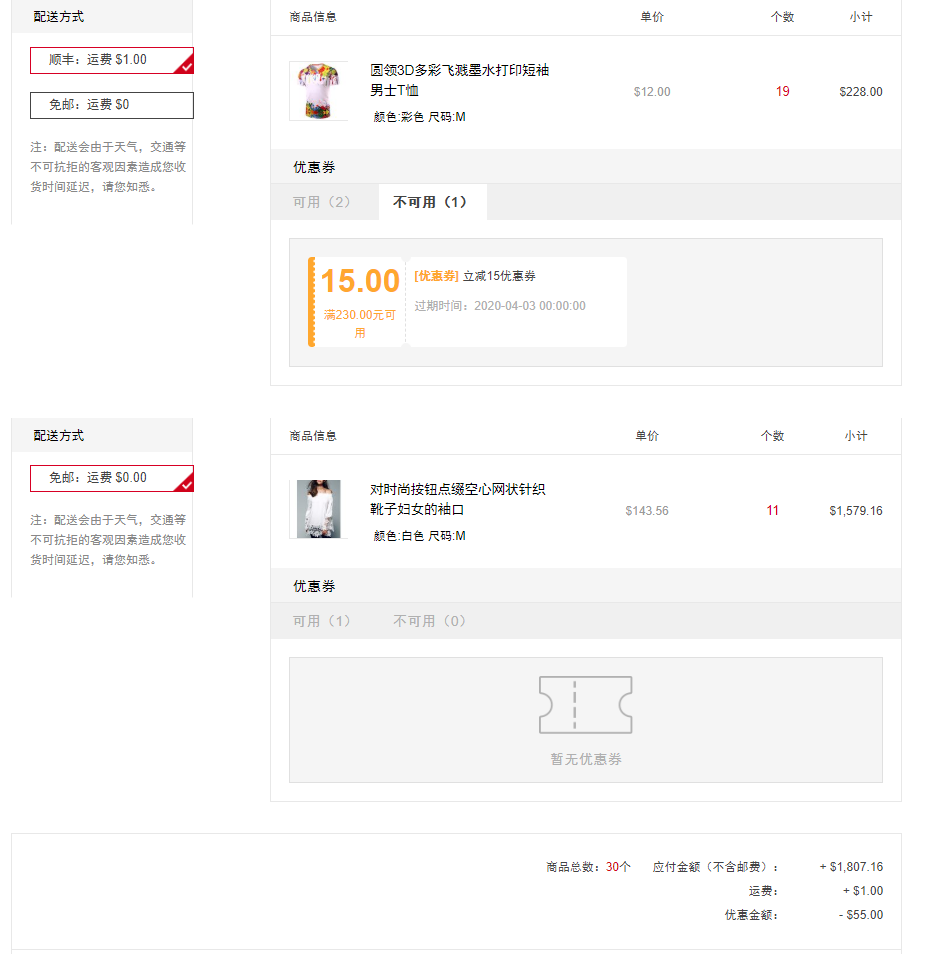 配送方式
顺丰：运费 $1.00
免邮：运费 $0
注：配送会由于天气，交通等
不可抗拒的客观因素造成您收
货时间延迟，请您知悉。
商品信息 单价 个数 小计
圆领3D多彩飞溅墨水打印短袖
男士T恤
颜色:彩色 尺码:M
$12.00 19 $228.00
优惠券
可用（2） 不可用（1）
15.00
满230.00元可
用
[优惠券] 立减15优惠券
过期时间：2020-04-03 00:00:00
配送方式
免邮：运费 $0.00
注：配送会由于天气，交通等
不可抗拒的客观因素造成您收
货时间延迟，请您知悉。
商品信息 单价 个数 小计
对时尚按钮点缀空心网状针织
靴子妇女的袖口
颜色:白色 尺码:M
$143.56 11 $1,579.16
优惠券
可用（1） 不可用（0）
暂无优惠券
商品总数：30个 应付金额（不含邮费）： + $1,807.16
运费： + $1.00
优惠金额： - $55.00